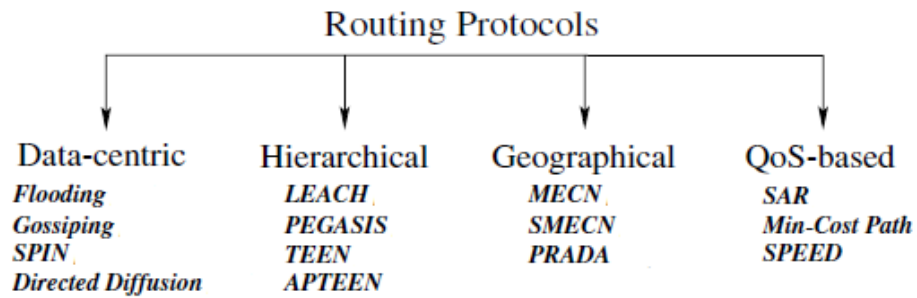 Routing Protocols
Data-centric
Flooding
Gossiping
SPIN
Directed Diffusion
Hierarchical
LEACH
PEGASIS
TEEN
APTEEN
Geographical
MECN
SMECN
PRADA
QoS-based
SAR
Min-Cost Path
SPEED